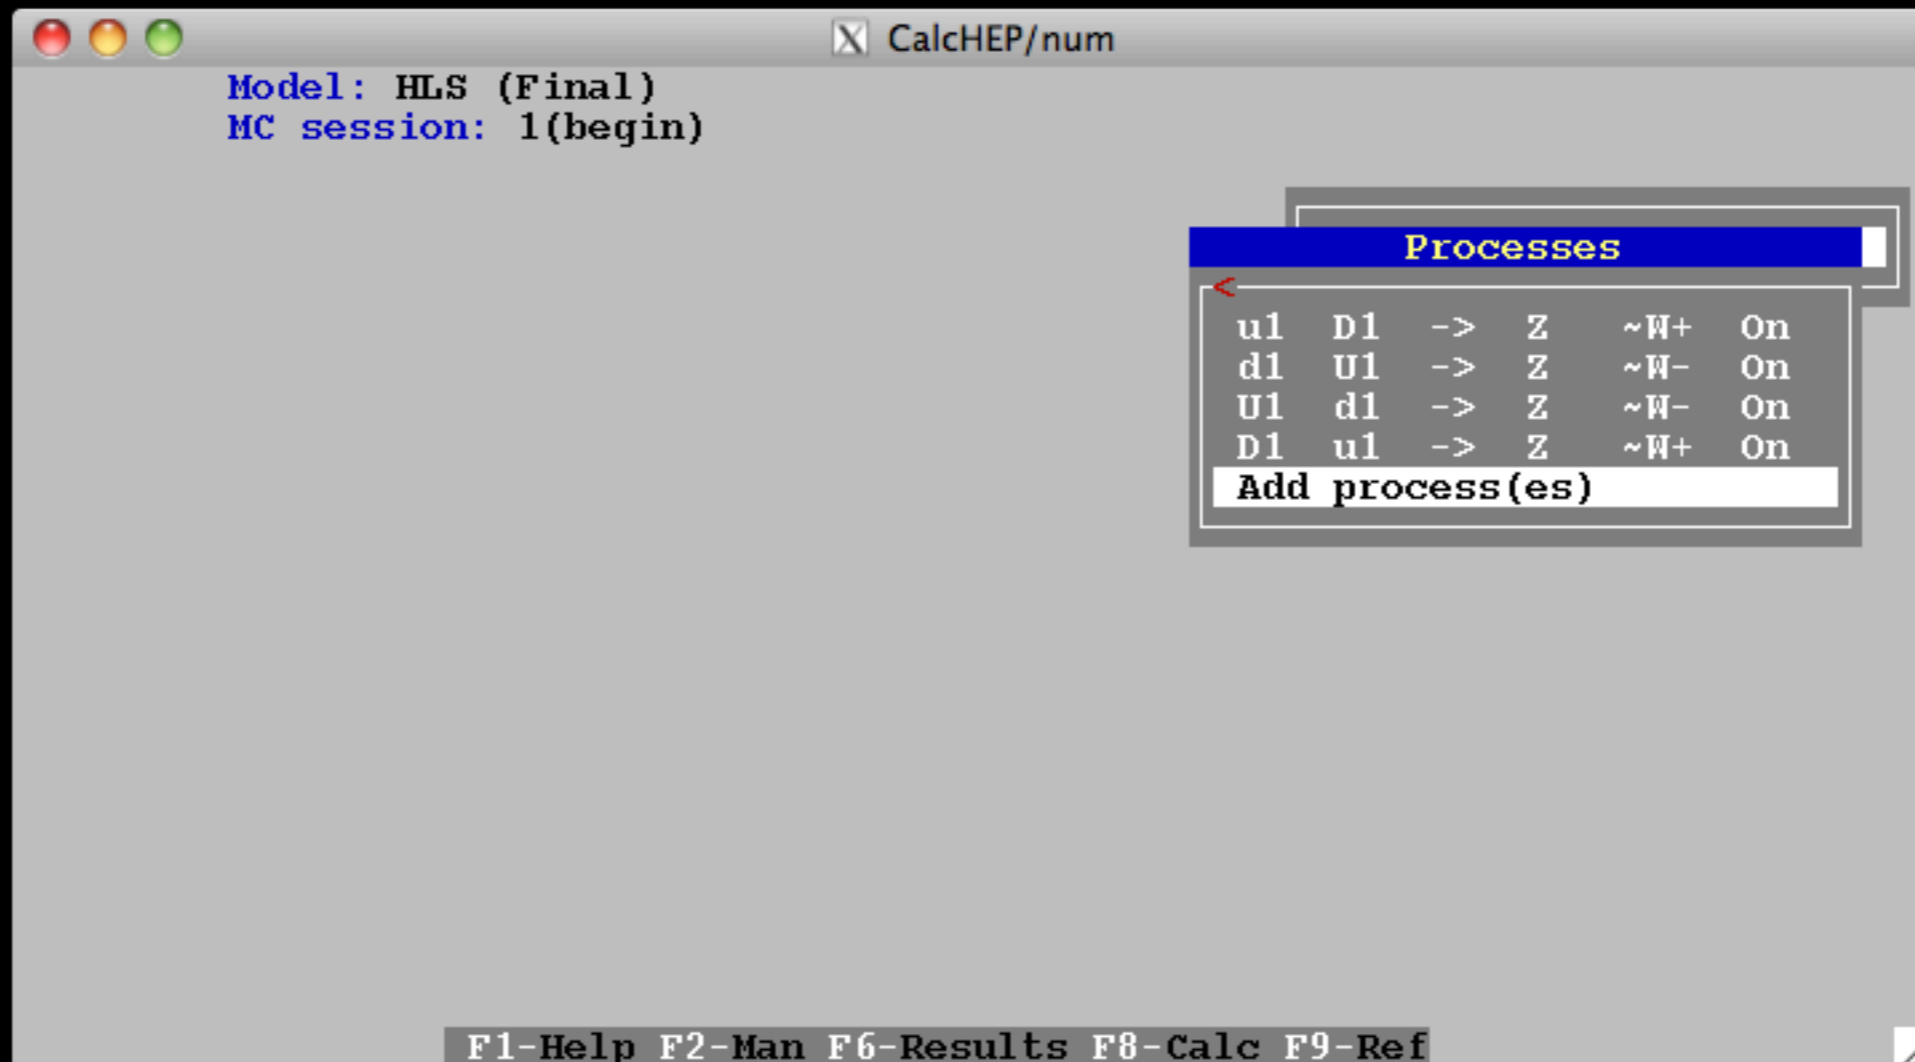 X CalcHEP/num
Model: HLS (Final)
MC session: 1(begin)
Processes
<
u1 D1 -> Z ~W+ On
d1 U1 -> Z ~W- On
U1 d1 -> Z ~W- On
D1 u1 -> Z ~W+ On
Add process(es)
F1-Help F2-Man F6-Results F8-Calc F9-Ref